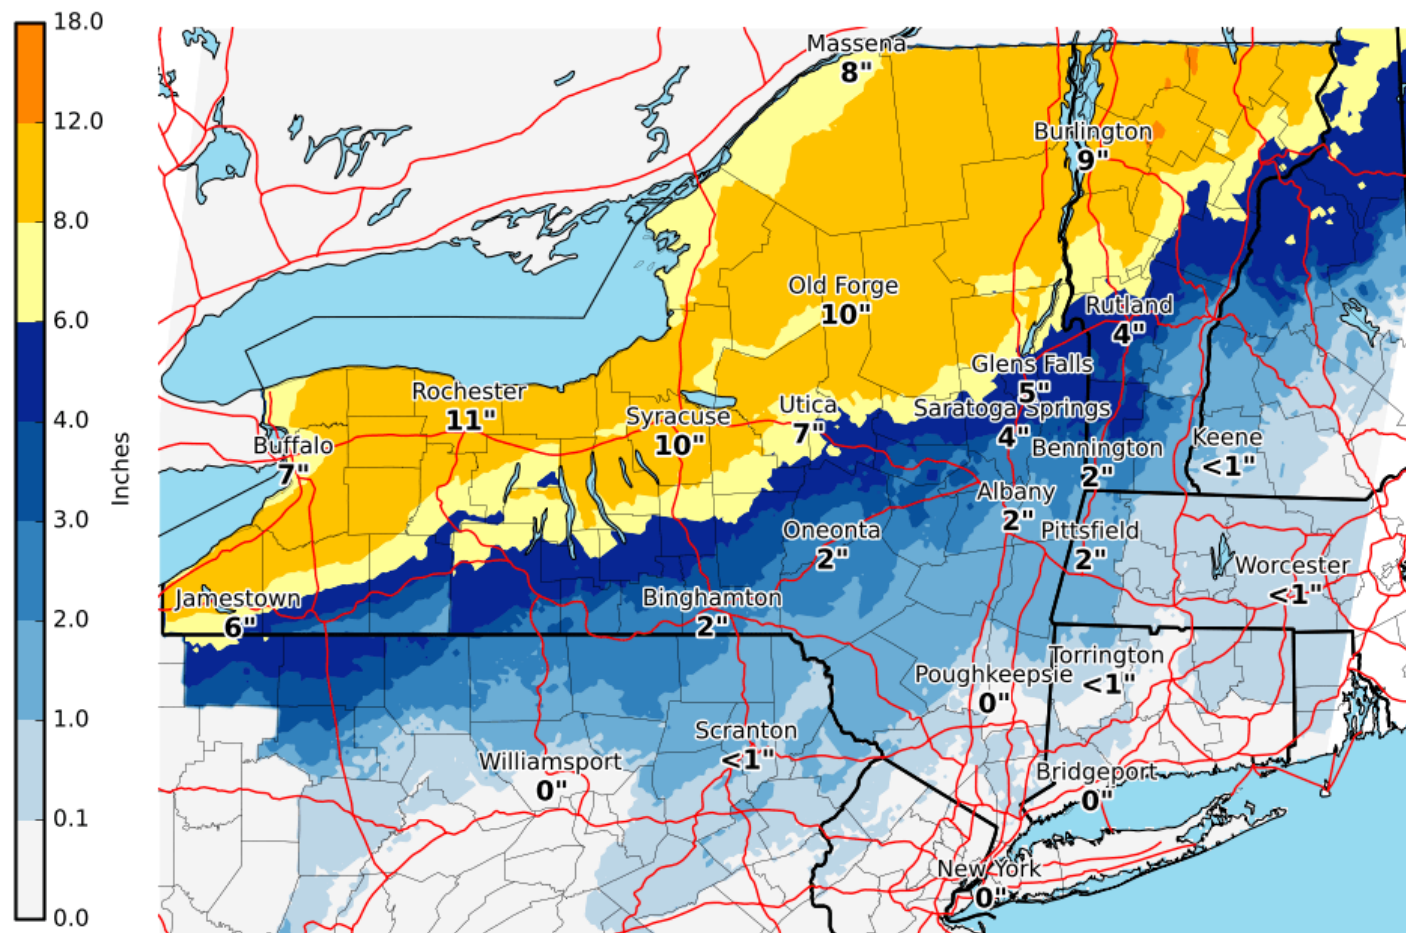 18.0
12.0
8.0
6.0
4.0
3.0
2.0
1.0
0.1
0.0
Inches
Massena
8"
Burlington
9"
Old Forge
10"
Rutland
4"
Glens Falls
5"
Rochester
11"
Syracuse
10"
Utica
7"
Saratoga Springs
4"
Buffalo
7"
Bennington
2"
Keene
<1"
Albany
2"
Oneonta
2"
Pittsfield
2"
Worcester
<1"
Jamestown
6"
Binghamton
2"
Poughkeepsie
0"
Torrington
<1"
Scranton
<1"
Williamsport
0"
Bridgeport
0"
New York
0"